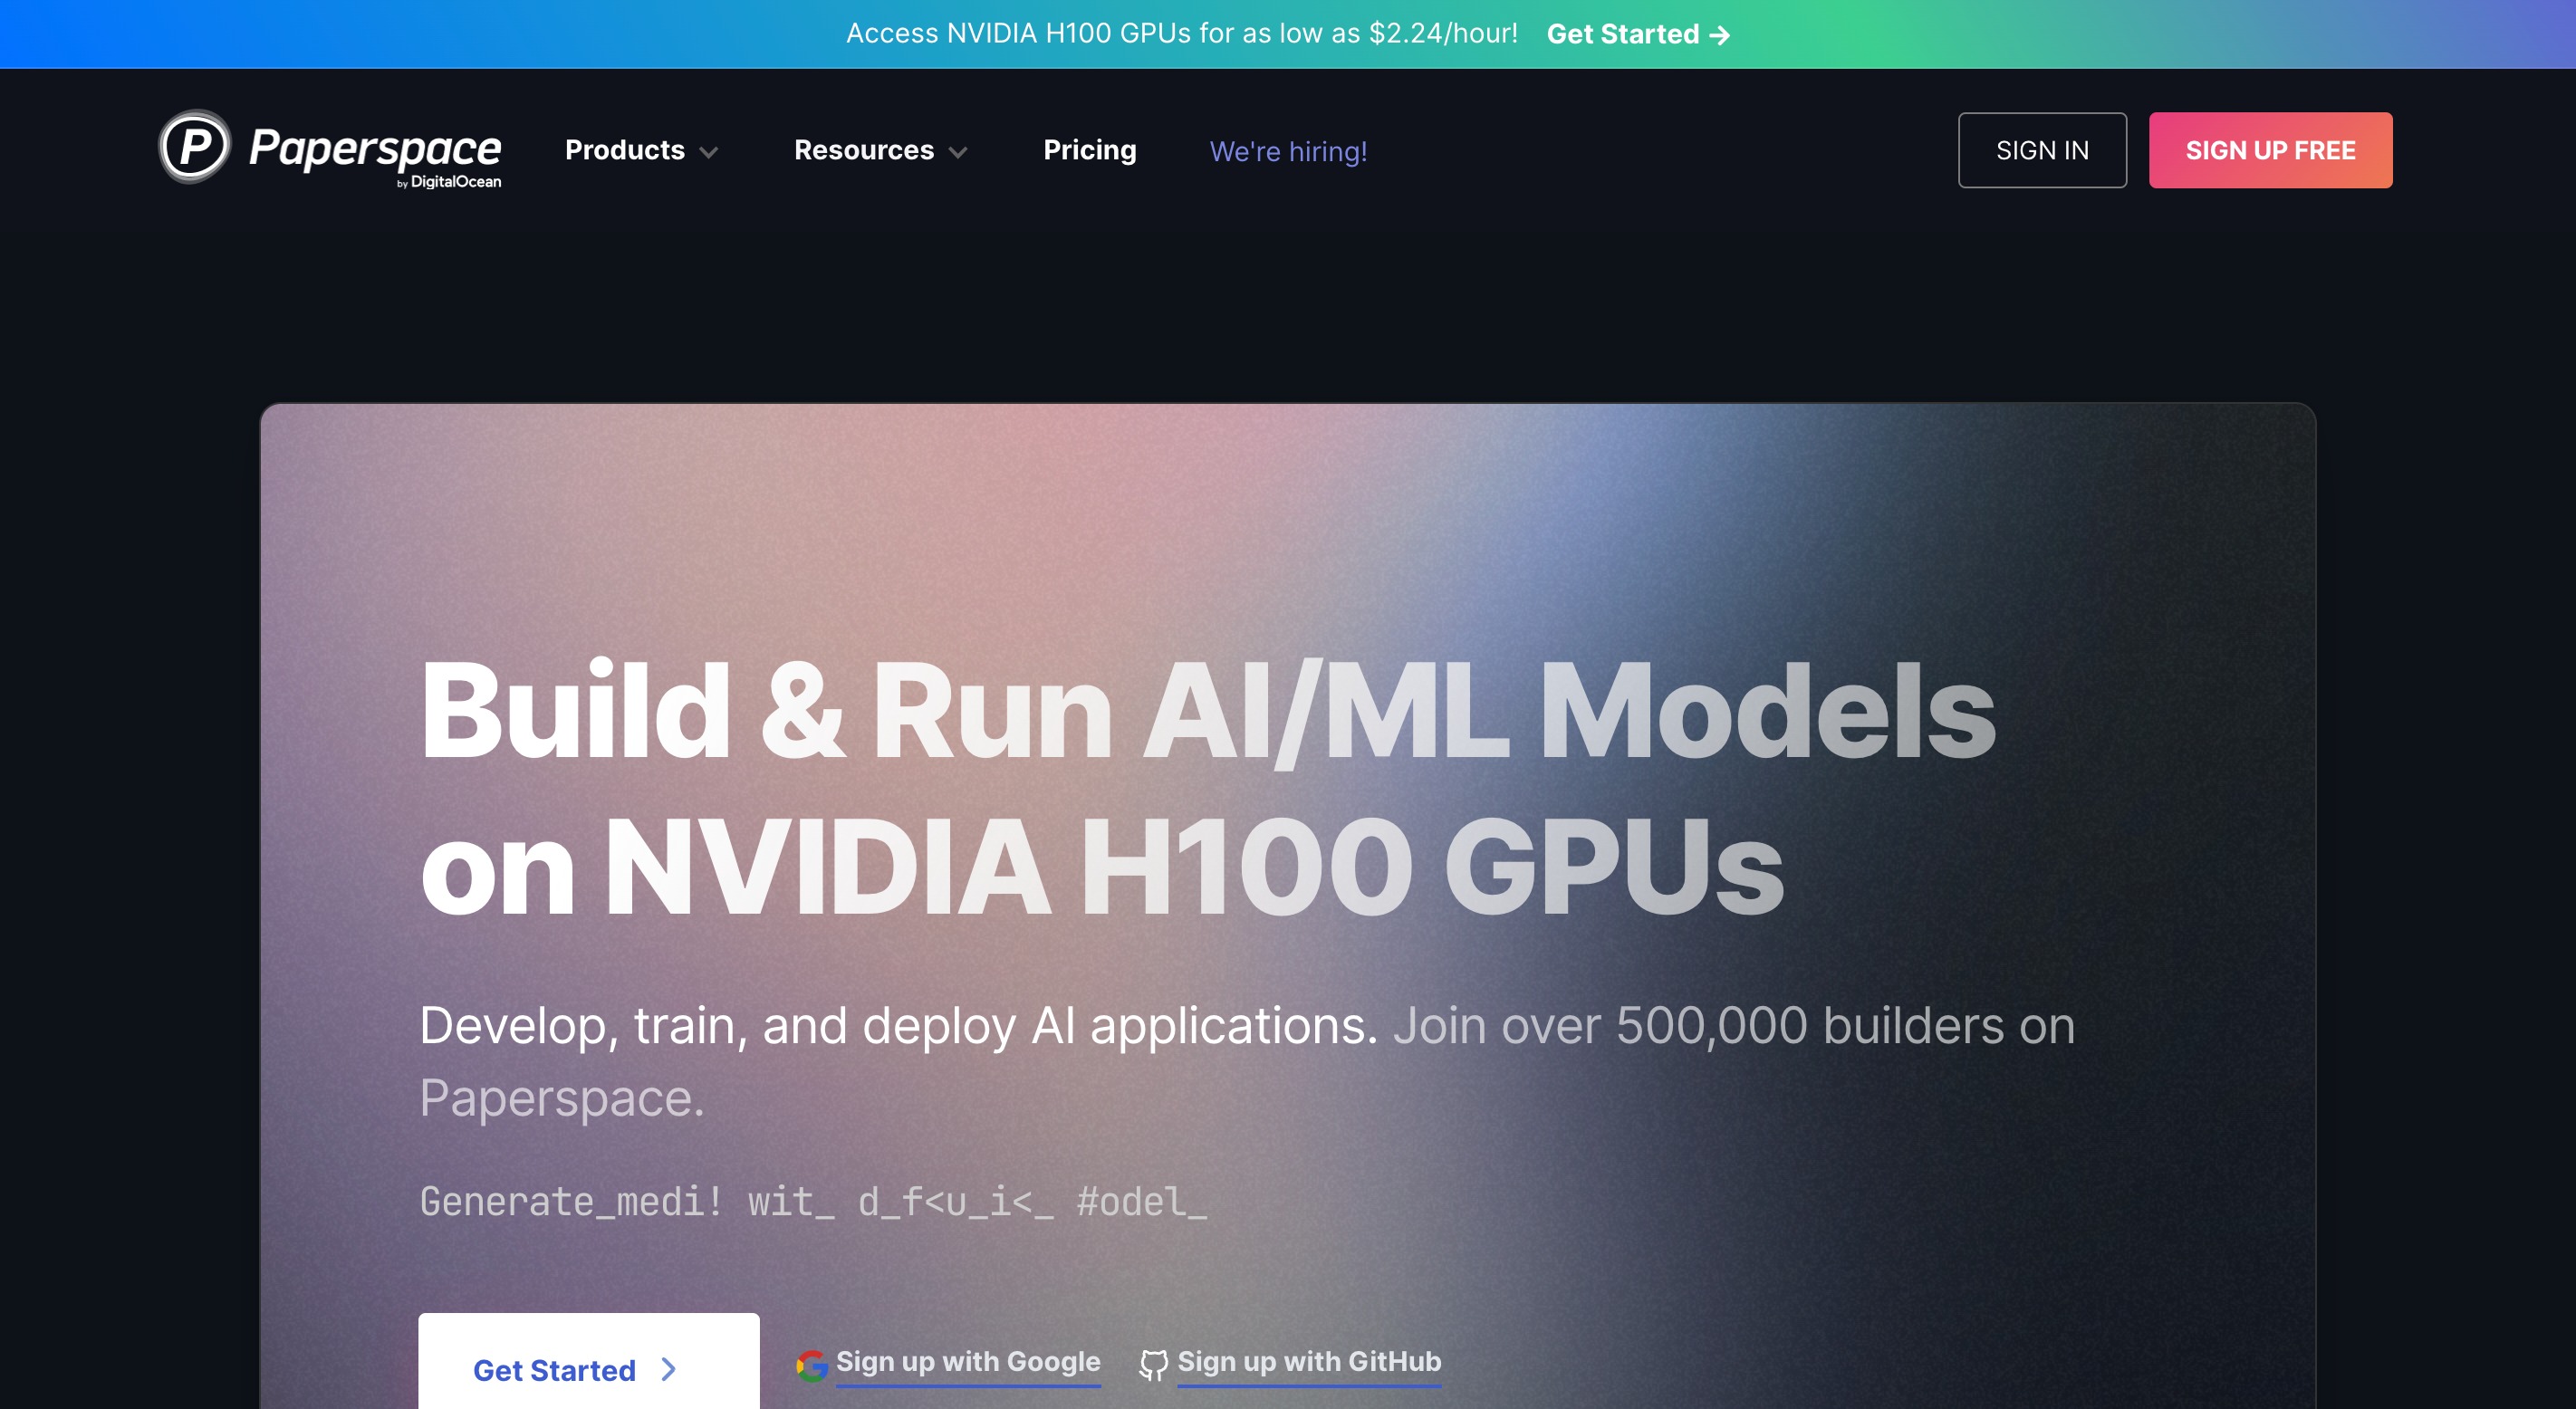 Access NVIDIA H100 GPUs for as low as $2.24/hour! Get Started →
P Paperspace
by DigitalOcean
Products Resources Pricing We're hiring! SIGN IN SIGN UP FREE
Build & Run AI/ML Models
on NVIDIA H100 GPUs
Develop, train, and deploy AI applications. Join over 500,000 builders on
Paperspace.
Generate_medi! wit_ d_f<u_i<_ #odel_
Get Started
Sign up with Google Sign up with GitHub